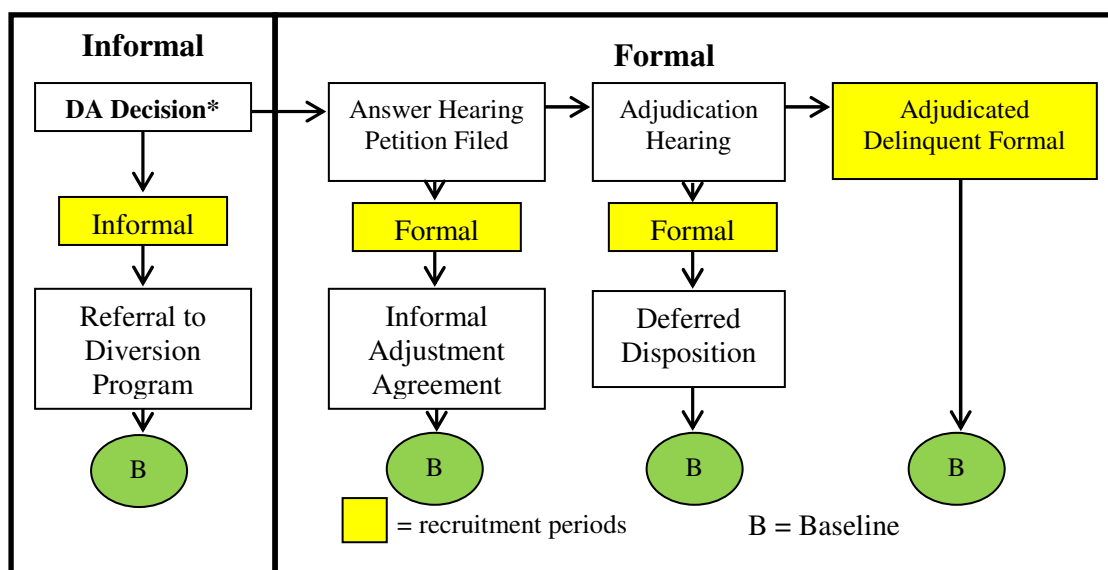 Informal
Formal
DA Decision*
Answer Hearing
Petition Filed
Adjudication
Hearing
Adjudicated
Delinquent Formal
Informal
Formal
Formal
Referral to
Diversion
Program
Informal
Adjustment
Agreement
Deferred
Disposition
B
B
B
B
= recruitment periods
B = Baseline